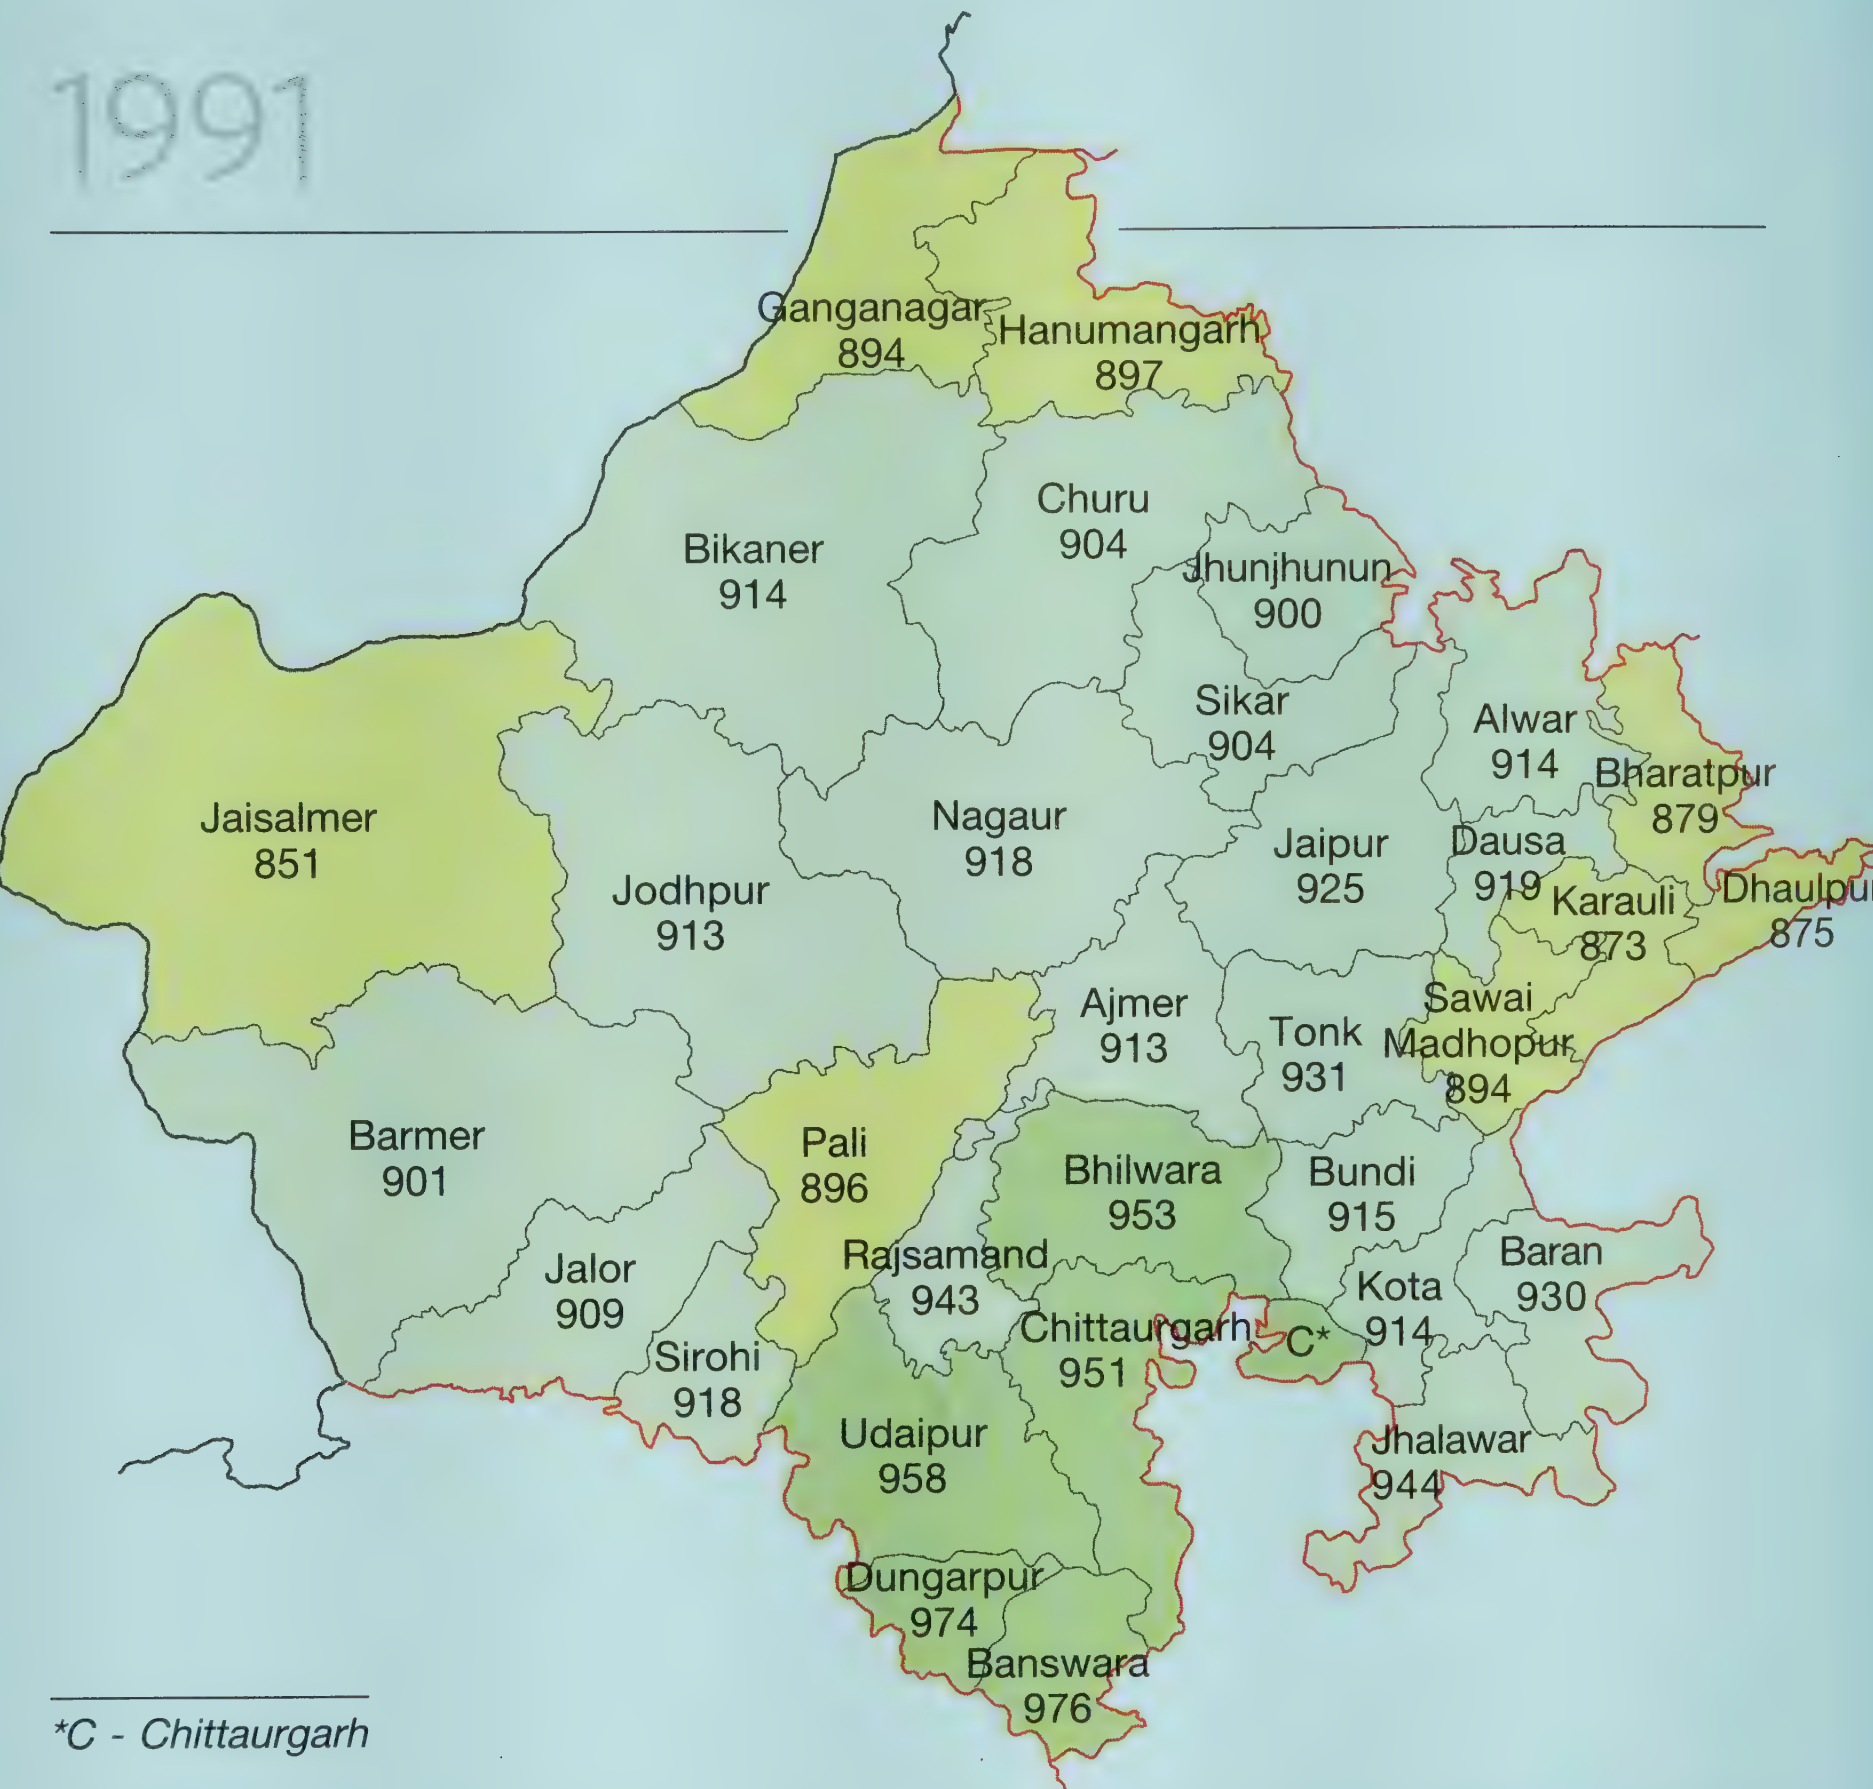 1991
Ganganagar
894
Hanumangarh
897
Churu
904
Bikaner
914
Jhunjhunun
900
Sikar
904
Alwar
914
Bharatpur
879
Jaisalmer
851
Nagaur
918
Jaipur
925
Dausa
919
Jodhpur
913
Karauli
873
Dhaulpur
875
Ajmer
913
Tonk
931
Sawai
Madhopur
894
Barmer
901
Pali
896
Bhilwara
953
Bundi
915
Rajsamand
943
Baran
930
Jalor
909
Kota
914
Chittaurgarh
951
C*
Sirohi
918
Udaipur
958
Jhalawar
944
Dungarpur
974
Banswara
976
*C - Chittaurgarh